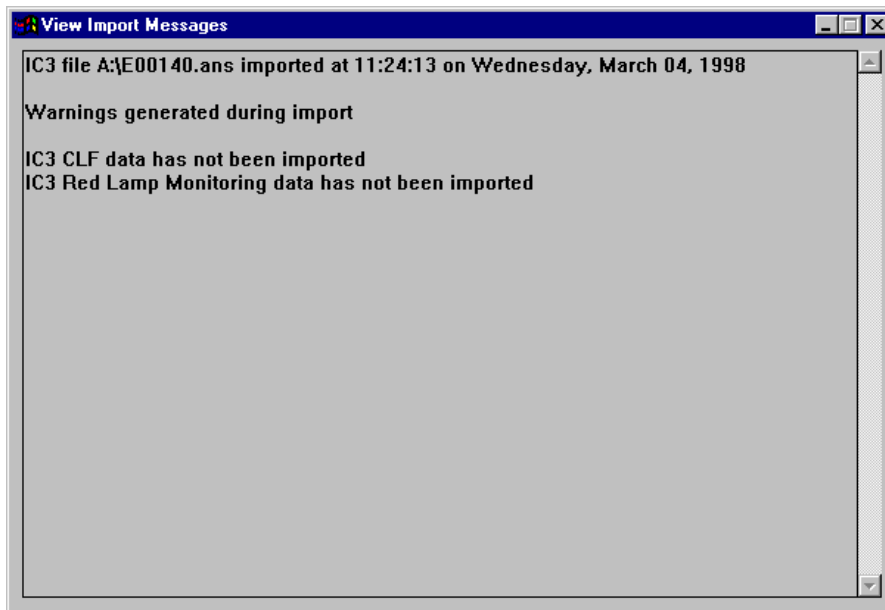 View Import Messages
IC3 file A:\E00140.ans imported at 11:24:13 on Wednesday, March 04, 1998
Warnings generated during import
IC3 CLF data has not been imported
IC3 Red Lamp Monitoring data has not been imported